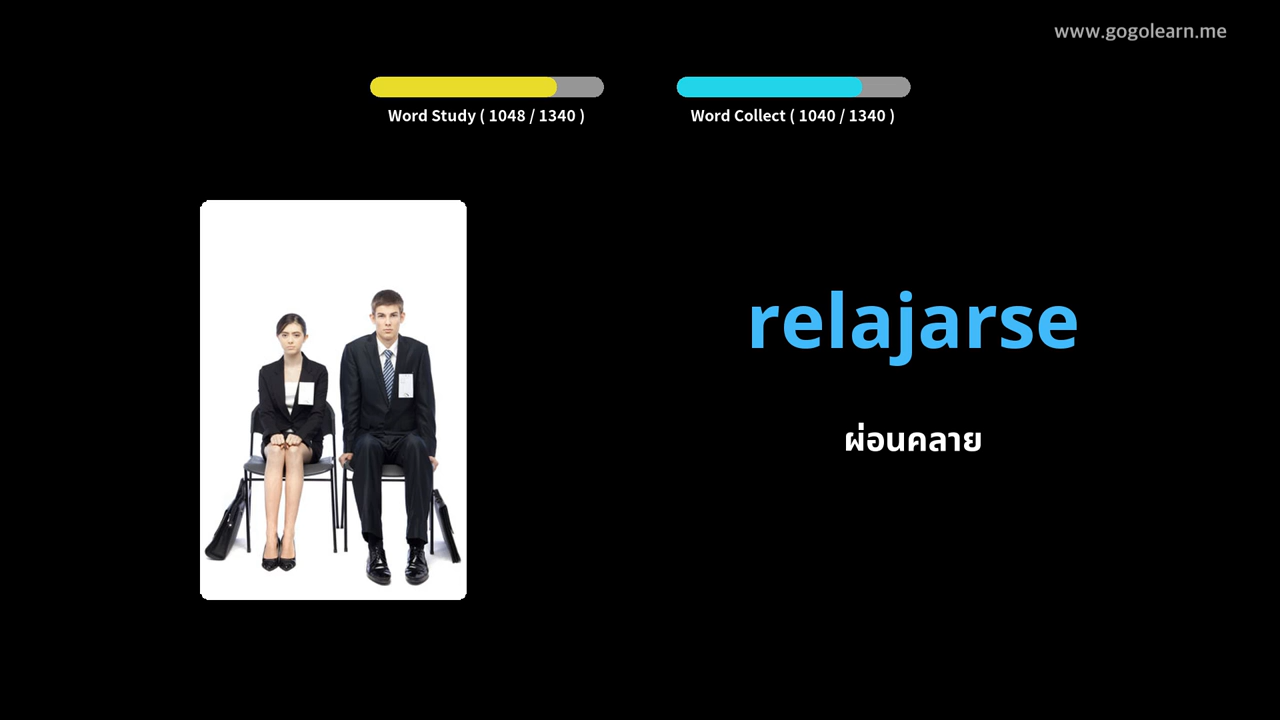 www.gogolearn.me
Word Study ( 1048 / 1340 )
Word Collect ( 1040 / 1340 )
relajarse
ผ่อนคลาย